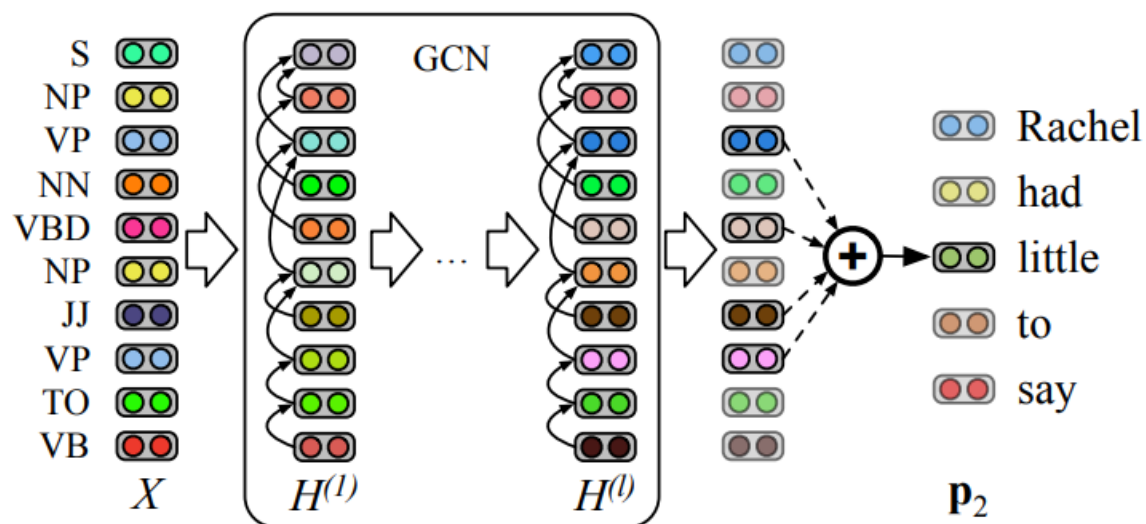 S
NP
VP
NN
VBD
NP
JJ
VP
TO
VB
X
GCN
...
H(1)
H(l)
+
Rachel
had
little
to
say
p2